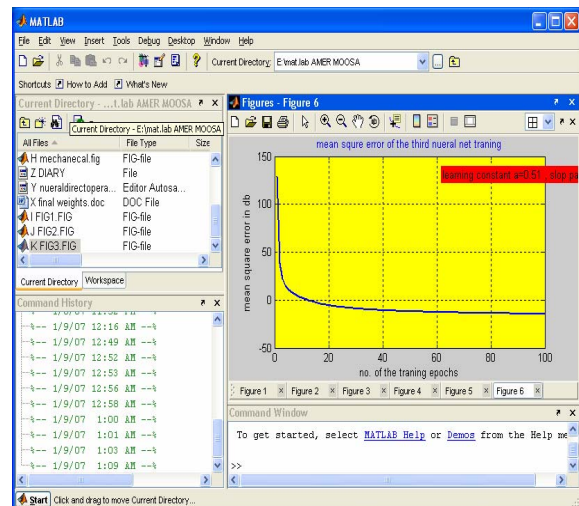 MATLAB
File Edit View Insert Tools Debug Desktop Window Help
Current Directory: E:\mat.lab AMER MOOSA
Shortcuts How to Add What's New
Current Directory - ...t.lab AMER MOOSA
Current Directory - E:\mat.lab AMER MOOSA
All Files File Type Size
H mechanecal.fig FIG-file
Z DIARY File
Y nueraldirectopera... Editor Autosa...
X final weights.doc DOC File
I FIG1.FIG FIG-file
J FIG2.FIG FIG-file
K FIG3.FIG FIG-file
Current Directory Workspace
Command History
%-- 1/9/07 12:16 AM --%
%-- 1/9/07 12:49 AM --%
%-- 1/9/07 12:52 AM --%
%-- 1/9/07 12:53 AM --%
%-- 1/9/07 12:56 AM --%
%-- 1/9/07 12:58 AM --%
%-- 1/9/07 1:00 AM --%
%-- 1/9/07 1:01 AM --%
%-- 1/9/07 1:03 AM --%
%-- 1/9/07 1:09 AM --%
Figures - Figure 6
mean squre error of the third nueral net traning
learning constant a=0.51 , slop pa
mean square error in db
150
100
50
0
-50
0 20 40 60 80 100
no. of the traning epochs
Figure 1 Figure 2 Figure 3 Figure 4 Figure 5 Figure 6
Command Window
To get started, select MATLAB Help or Demos from the Help me
>>
Start Click and drag to move Current Directory...